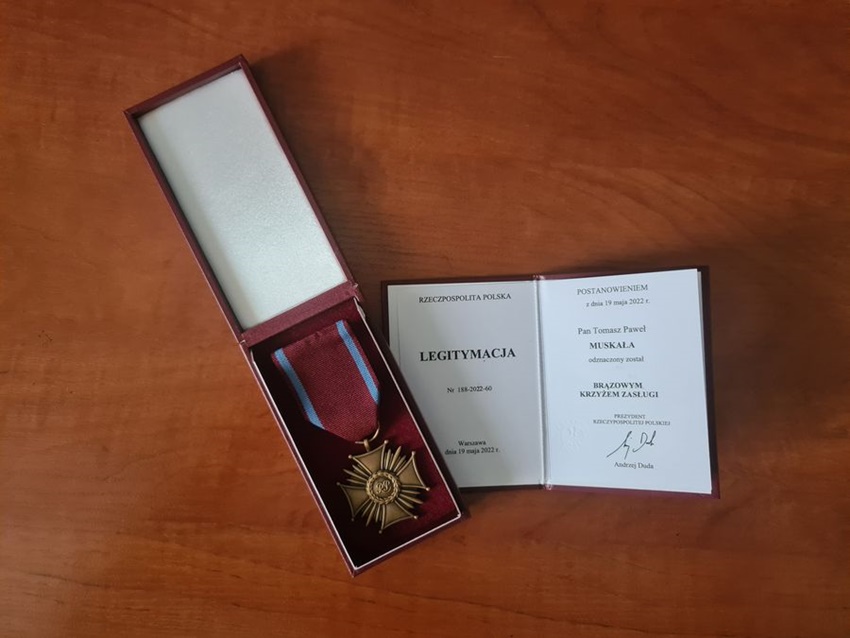 RZECZPOSPOLITA POLSKA
LEGITYMACJA
Nr 188-2022-60
Warszawa
dnia 19 maja 2022 r.
POSTANOWIENIEM
z dnia 19 maja 2022 r.
Pan Tomasz Paweł
MUSKAŁA
odznaczony został
BRĄZOWYM
KRZYŻEM ZASŁUGI
PREZYDENT
RZECZYPOSPOLITEJ POLSKIEJ
Andrzej Duda
RP